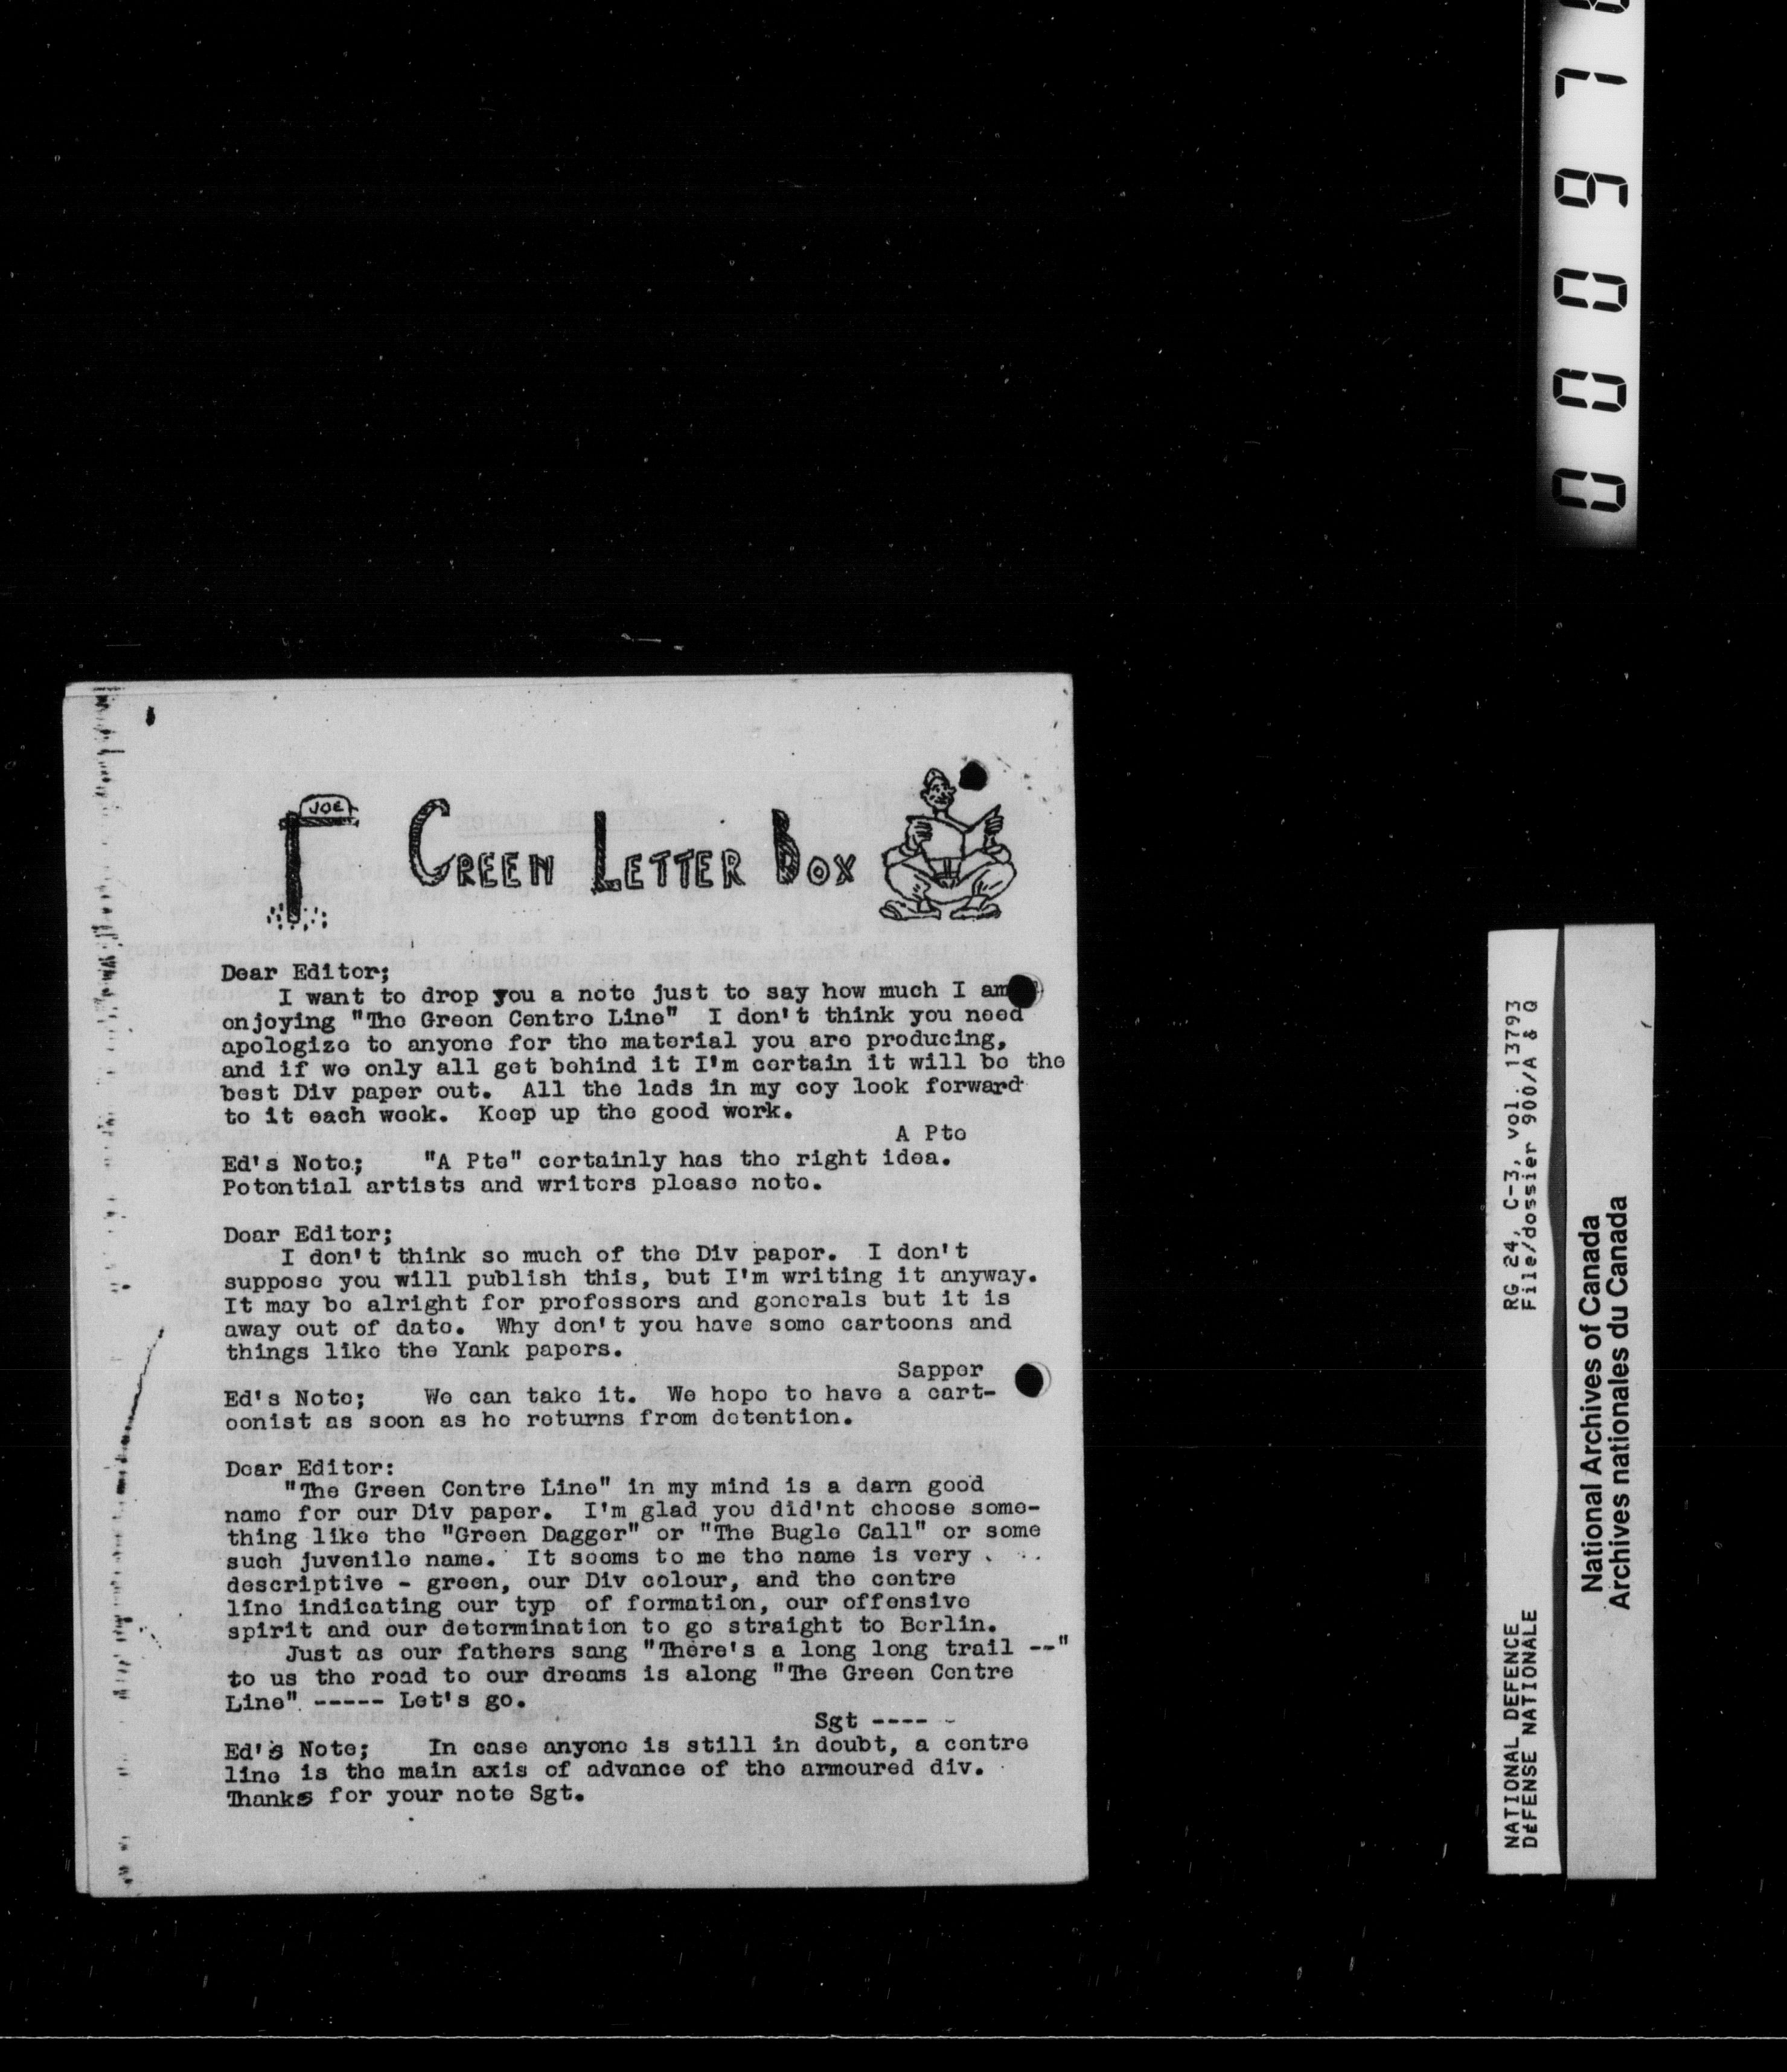 JOE
GREEN LETTER BOX
Dear Editor;
I want to drop you a note just to say how much I am
enjoying "The Green Centre Line" I don't think you need
apologize to anyone for the material you are producing,
and if we only all get behind it I'm certain it will be the
best Div paper out. All the lads in my coy look forward
to it each week. Keep up the good work.
A Pte
Ed's Note; "A Pte" certainly has the right idea.
Potential artists and writers please note.
Dear Editor;
I don't think so much of the Div paper. I don't
suppose you will publish this, but I'm writing it anyway.
It may be alright for professors and generals but it is
away out of date. Why don't you have some cartoons and
things like the Yank papers.
Sapper
Ed's Note; We can take it. We hope to have a cart-
oonist as soon as he returns from detention.
Dear Editor:
"The Green Centre Line" in my mind is a darn good
name for our Div paper. I'm glad you did'nt choose some-
thing like the "Green Dagger" or "The Bugle Call" or some
such juvenile name. It seems to me the name is very
descriptive - green, our Div colour, and the centre
line indicating our typ of formation, our offensive
spirit and our determination to go straight to Berlin.
Just as our fathers sang "There's a long long trail --"
to us the road to our dreams is along "The Green Centre
Line" ----- Let's go.
Sgt ---- -
Ed's Note; In case anyone is still in doubt, a centre
line is the main axis of advance of the armoured div.
Thanks for your note Sgt.
RG 24, C-3, vol. 13793
File/dossier 900/A & Q
NATIONAL DEFENCE
DÉFENSE NATIONALE
National Archives of Canada
Archives nationales du Canada